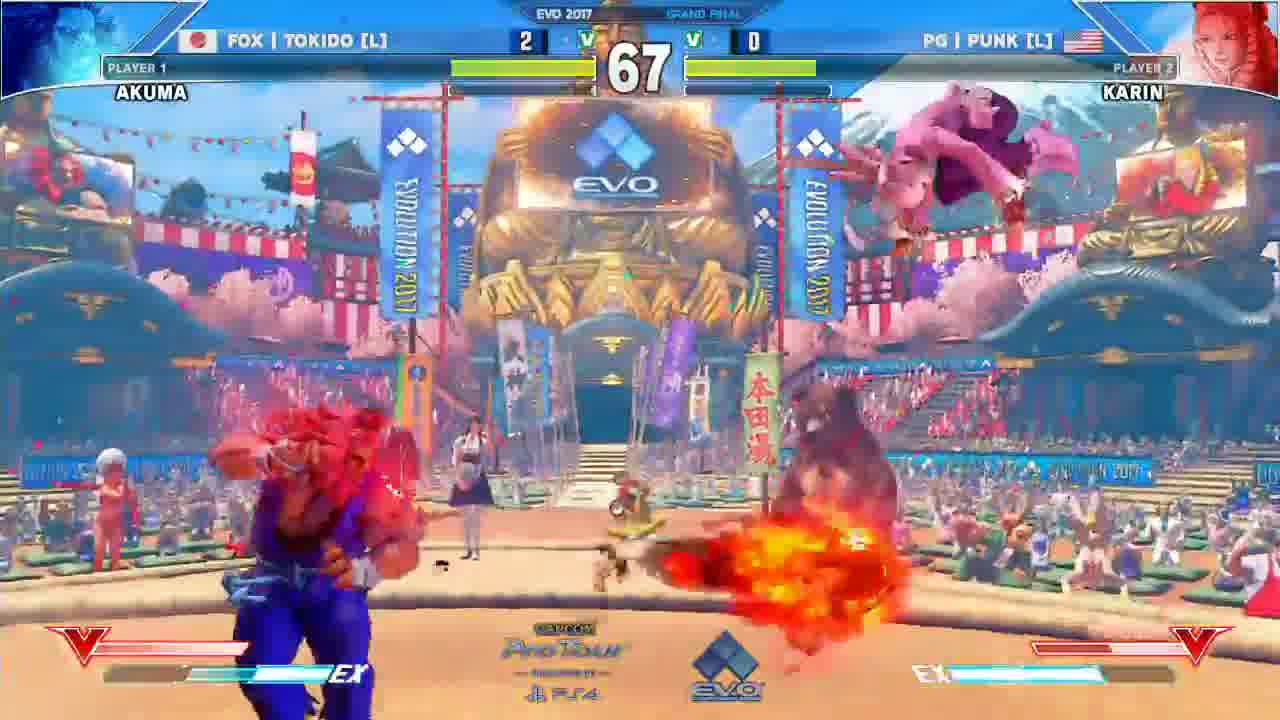 EVO 2017 GRAND FINAL
FOX | TOKIDO [L] 2 V 67 V 0 PG | PUNK [L]
PLAYER 1 PLAYER 2
AKUMA KARIN
EVO
EVOLUTION 2017
EVOLUTION 2017
本田嵐
V EX EX V
CAPCOM
Pro Tour
PS4
EVO